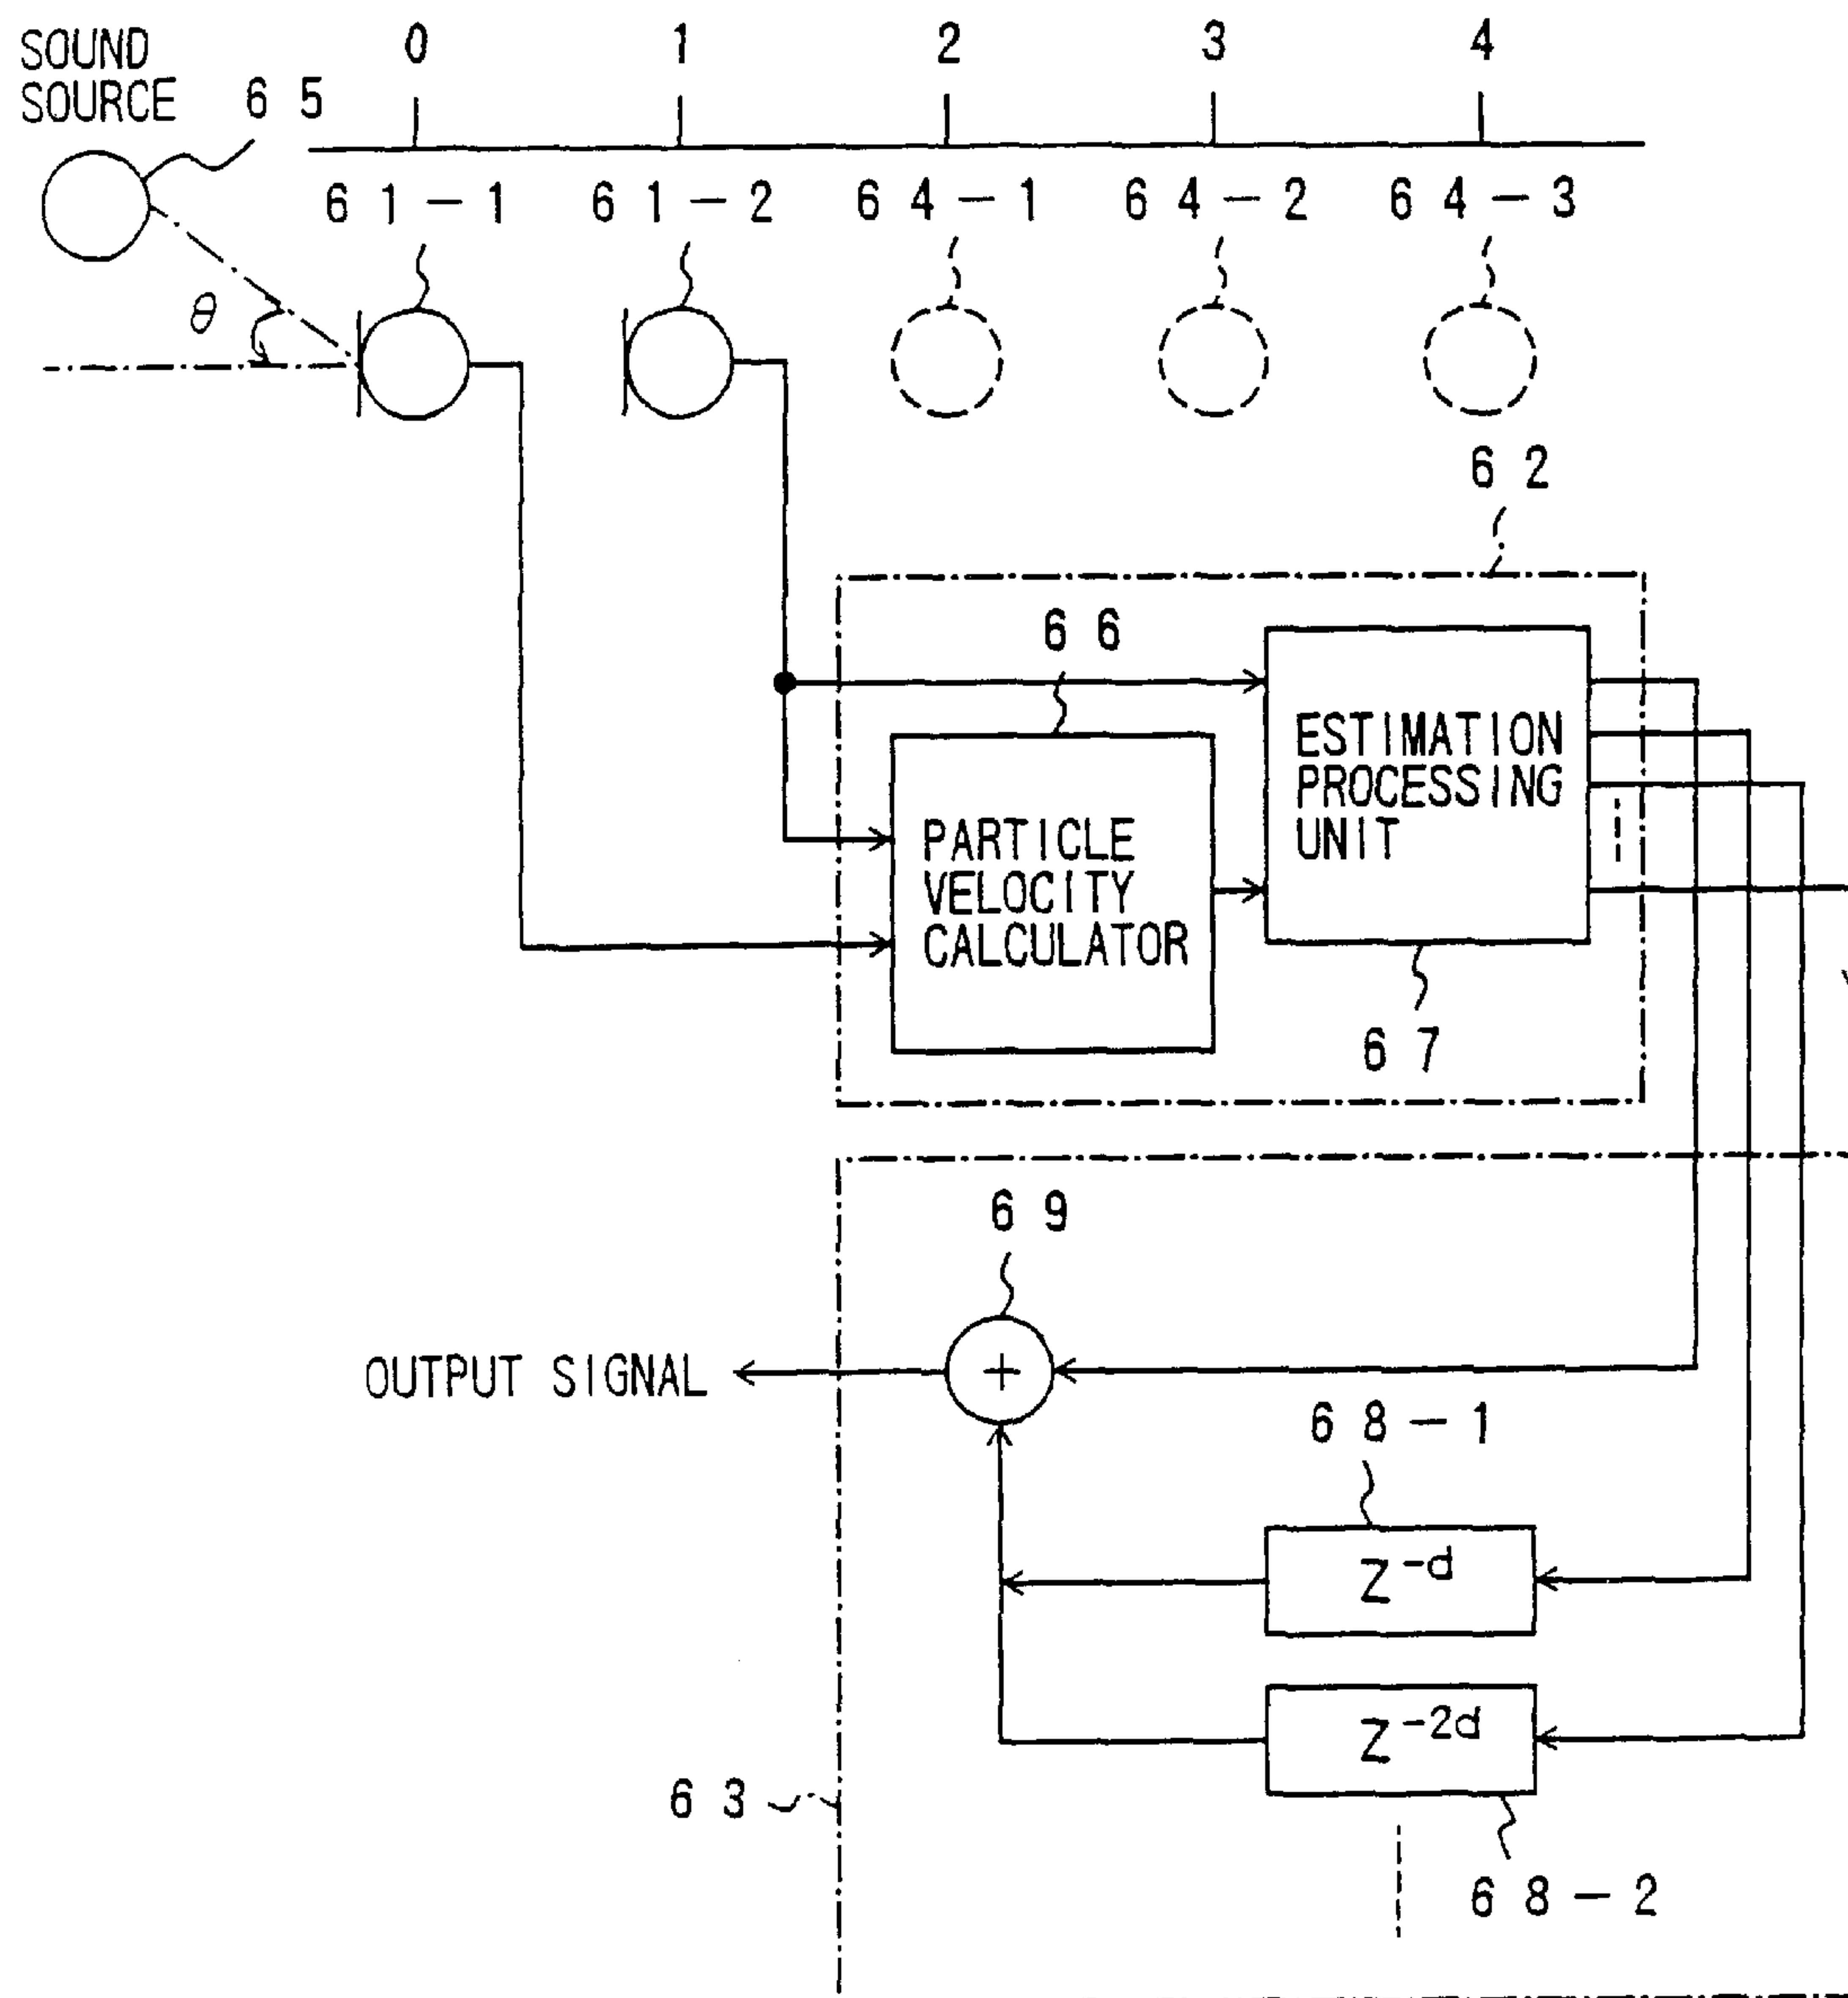 SOUND
SOURCE
6 5
0
1
2
3
4
6 1 - 1
6 1 - 2
6 4 - 1
6 4 - 2
6 4 - 3
θ
6 2
6 6
ESTIMATION
PROCESSING
UNIT
PARTICLE
VELOCITY
CALCULATOR
6 7
6 9
OUTPUT SIGNAL
+
6 8 - 1
Z^-d
Z^-2d
6 3
6 8 - 2